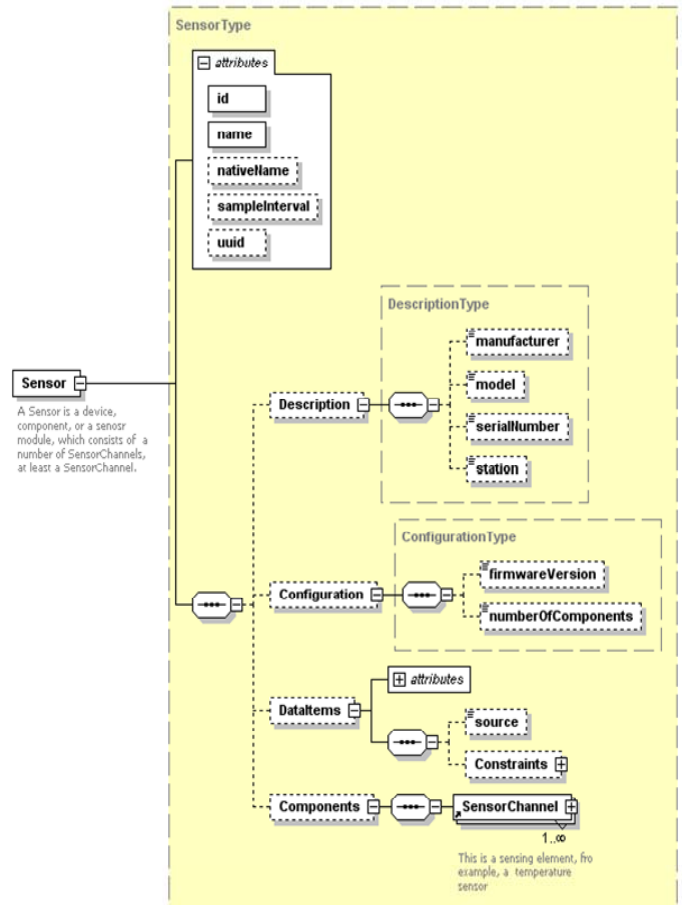 SensorType
attributes
id
name
nativeName
sampleInterval
uuid
DescriptionType
manufacturer
model
serialNumber
station
Description
Sensor
A Sensor is a device,
component, or a senosr
module, which consists of a
number of SensorChannels,
at least a SensorChannel.
ConfigurationType
firmwareVersion
numberOfComponents
Configuration
attributes
DataItems
source
Constraints
Components
SensorChannel
1..∞
This is a sensing element, fro
example, a temperature
sensor